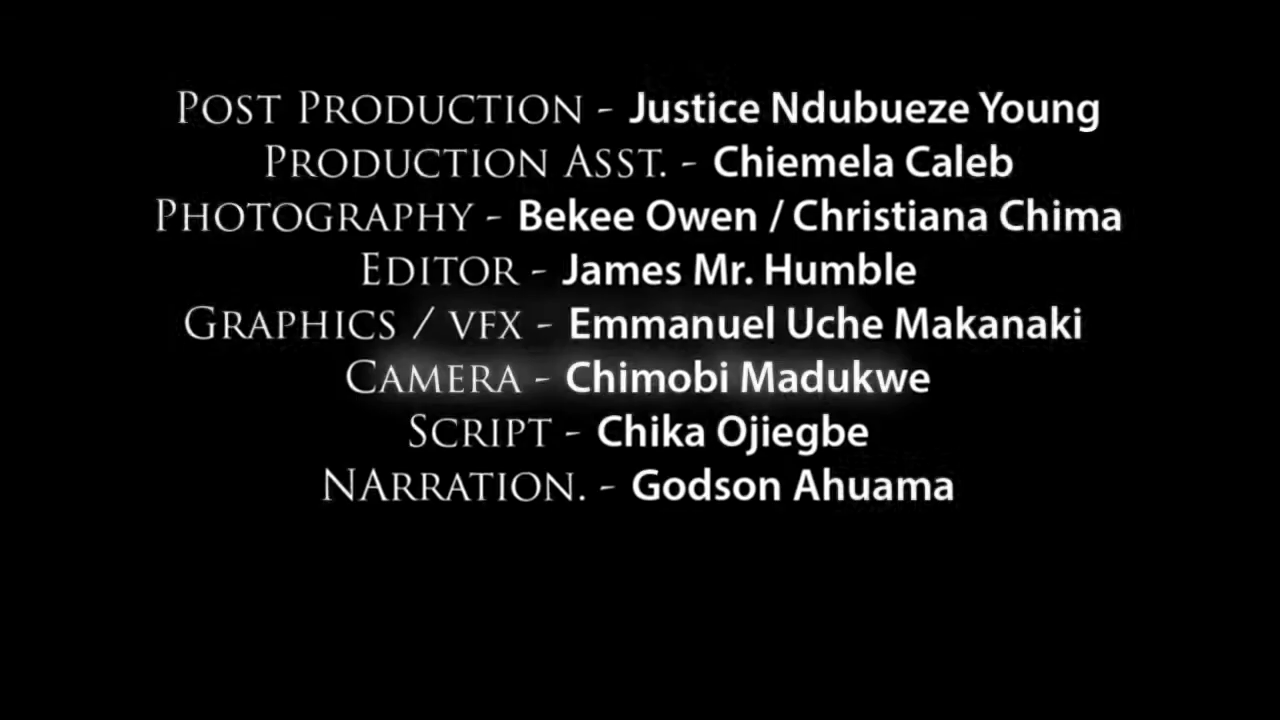 Post Production - Justice Ndubueze Young
Production Asst. - Chiemela Caleb
Photography - Bekee Owen / Christiana Chima
Editor - James Mr. Humble
Graphics / vfx - Emmanuel Uche Makanaki
Camera - Chimobi Madukwe
Script - Chika Ojiegbe
NArration. - Godson Ahuama